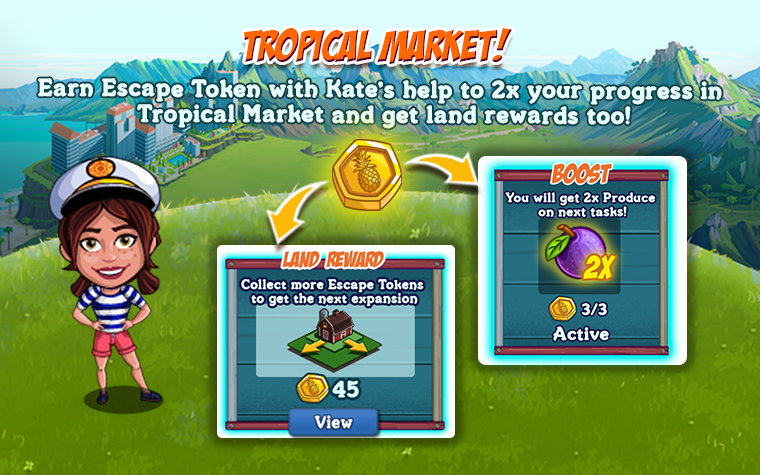 TROPICAL MARKET!
Earn Escape Token with Kate's help to 2x your progress in
Tropical Market and get land rewards too!
LAND REWARD
Collect more Escape Tokens
to get the next expansion
45
View
BOOST
You will get 2x Produce
on next tasks!
2X
3/3
Active